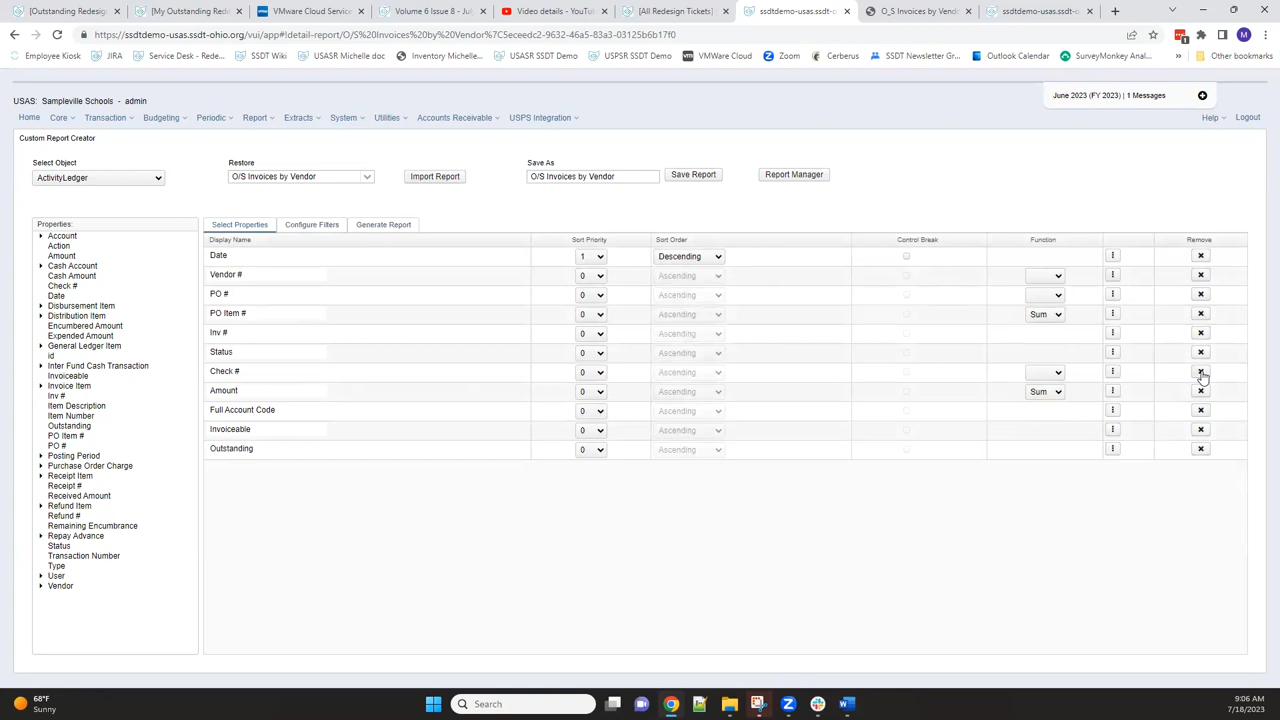 [Outstanding Redesig
[My Outstanding Rede
VMware Cloud Service
Volume 6 Issue 8 - Jul
Video details - YouTube
[All Redesign Tickets]
ssdtdemo-usas.ssdt-oh
O_S Invoices by Vend
ssdtdemo-usas.ssdt-c
ssdtdemo-usas.ssdt-ohio.org/vui/app#!detail-report/O/S%20Invoices%20by%20Vendor%7C5eceedc2-9632-46a5-83a3-03125b6b17f0
Employee Kiosk
JIRA
Service Desk - Rede...
SSDT Wiki
USASR Michelle doc
Inventory Michelle...
USASR SSDT Demo
USPSR SSDT Demo
VMWare Cloud
Zoom
Cerberus
SSDT Newsletter Gr...
Outlook Calendar
SurveyMonkey Anal...
Other bookmarks
June 2023 (FY 2023) | 1 Messages
USAS: Sampleville Schools - admin
Home Core Transaction Budgeting Periodic Report Extracts System Utilities Accounts Receivable USPS Integration Help Logout
Custom Report Creator
Select Object Restore Save As
ActivityLedger O/S Invoices by Vendor Import Report O/S Invoices by Vendor Save Report Report Manager
Properties:
Account
Action
Amount
Cash Account
Cash Amount
Check #
Date
Disbursement Item
Distribution Item
Encumbered Amount
Expended Amount
General Ledger Item
id
Inter Fund Cash Transaction
Invoiceable
Invoice Item
Inv #
Item Description
Item Number
Outstanding
PO Item #
PO #
Posting Period
Purchase Order Charge
Receipt Item
Receipt #
Received Amount
Refund Item
Refund #
Remaining Encumbrance
Repay Advance
Status
Transaction Number
Type
User
Vendor
Select Properties Configure Filters Generate Report
Display Name Sort Priority Sort Order Control Break Function Remove
Date 1 Descending
Vendor # 0 Ascending
PO # 0 Ascending
PO Item # 0 Ascending Sum
Inv # 0 Ascending
Status 0 Ascending
Check # 0 Ascending
Amount 0 Ascending Sum
Full Account Code 0 Ascending
Invoiceable 0 Ascending
Outstanding 0 Ascending
68°F
Sunny
Search
9:06 AM
7/18/2023